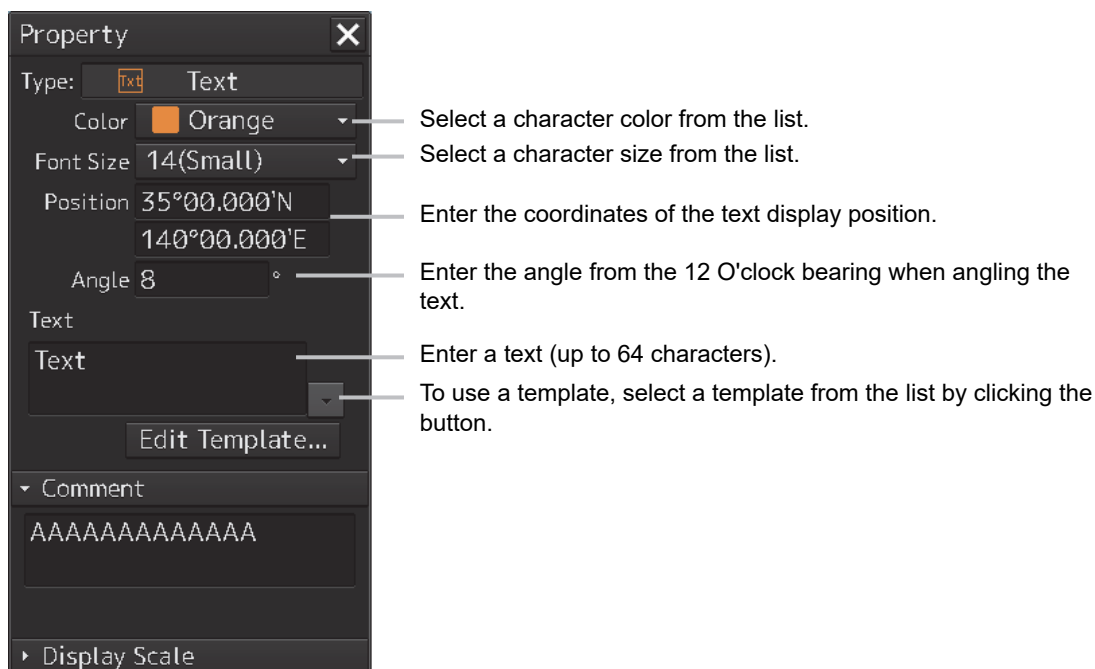 Property
Type: Txt Text
Color Orange
Select a character color from the list.
Font Size 14(Small)
Select a character size from the list.
Position 35°00.000'N
140°00.000'E
Enter the coordinates of the text display position.
Angle 8 °
Enter the angle from the 12 O'clock bearing when angling the
text.
Text
Text
Enter a text (up to 64 characters).
To use a template, select a template from the list by clicking the
button.
Edit Template...
Comment
AAAAAAAAAAAAA
Display Scale